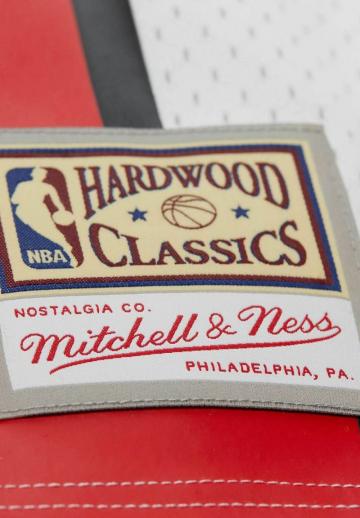 HARDWOOD
CLASSICS
NBA
NOSTALGIA CO.
Mitchell & Ness
PHILADELPHIA, PA.